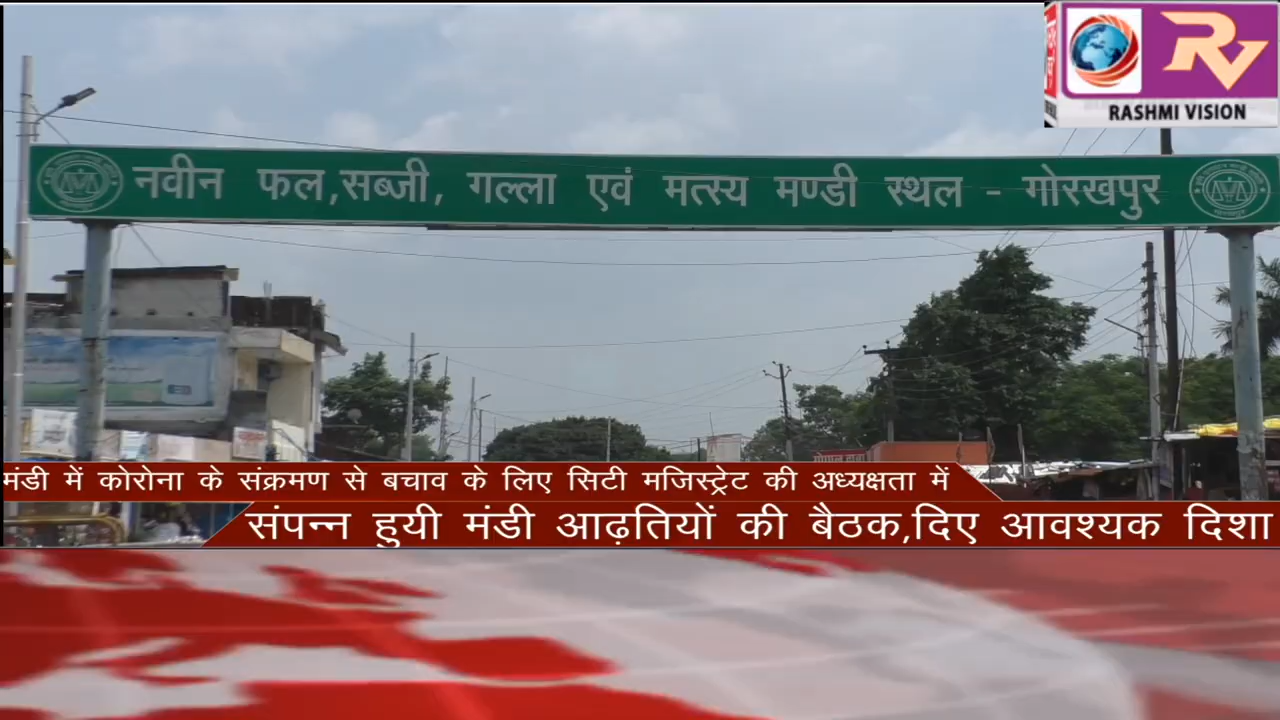 RASHMI VISION
नवीन फल,सब्जी, गल्ला एवं मत्स्य मण्डी स्थल - गोरखपुर
मंडी में कोरोना के संक्रमण से बचाव के लिए सिटी मजिस्ट्रेट की अध्यक्षता में
संपन्न हुयी मंडी आढ़तियों की बैठक,दिए आवश्यक दिशा